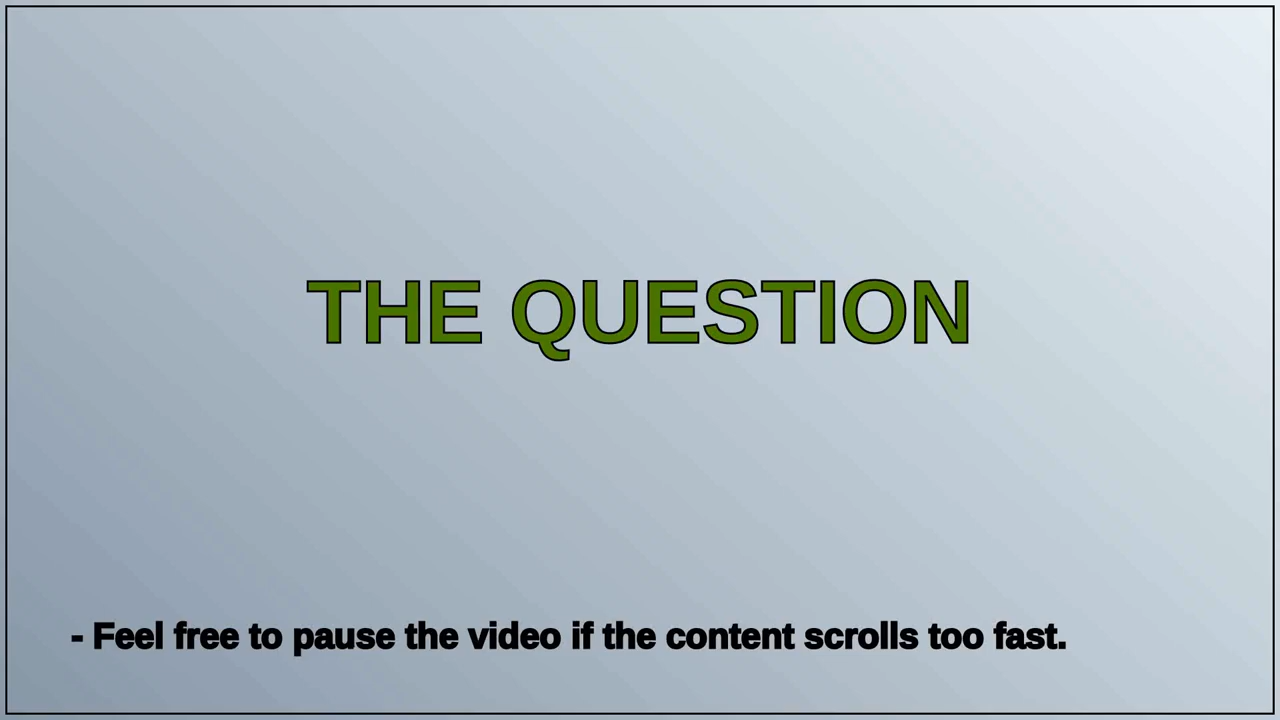 THE QUESTION
- Feel free to pause the video if the content scrolls too fast.